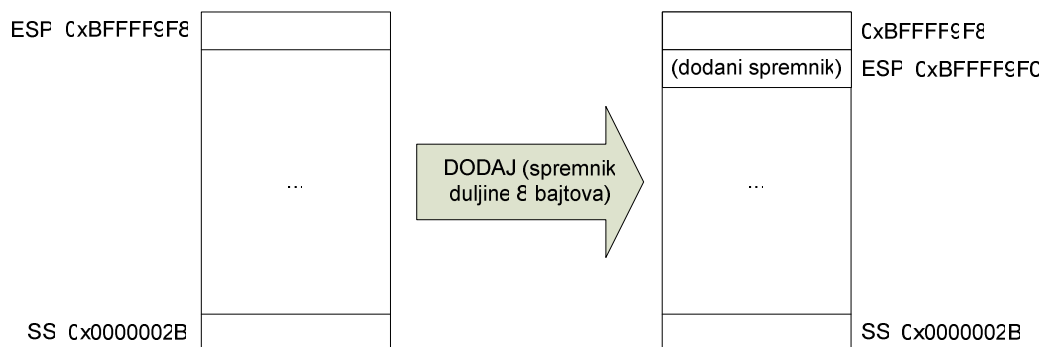 ESP 0xBFFFF9F8
...
SS 0x0000002B
DODAJ (spremnik
duljine 8 bajtova)
0xBFFFF9F8
(dodani spremnik)
ESP 0xBFFFF9F0
...
SS 0x0000002B